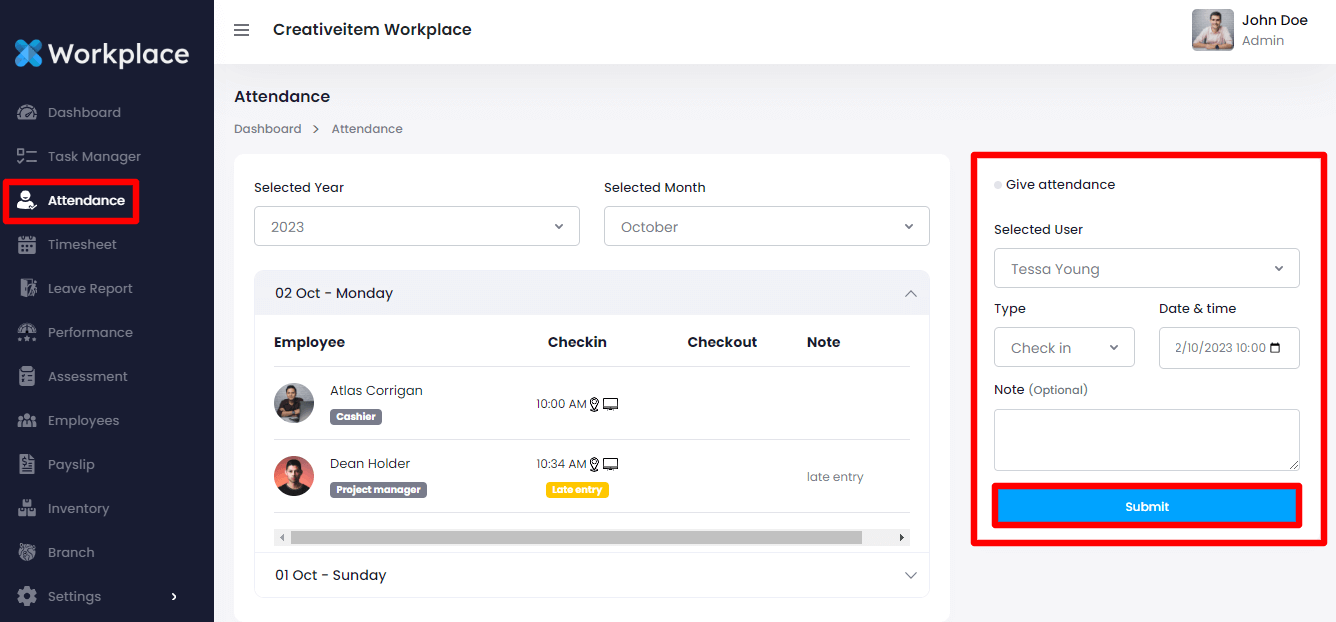 Workplace
Dashboard
Task Manager
Attendance
Timesheet
Leave Report
Performance
Assessment
Employees
Payslip
Inventory
Branch
Settings
Creativeitem Workplace
John Doe
Admin
Attendance
Dashboard > Attendance
Selected Year Selected Month
2023 October
02 Oct - Monday
Employee Checkin Checkout Note
Atlas Corrigan
Cashier
10:00 AM
Dean Holder
Project manager
10:34 AM
Late entry
late entry
01 Oct - Sunday
Give attendance
Selected User
Tessa Young
Type Date & time
Check in 2/10/2023 10:00
Note (Optional)
Submit